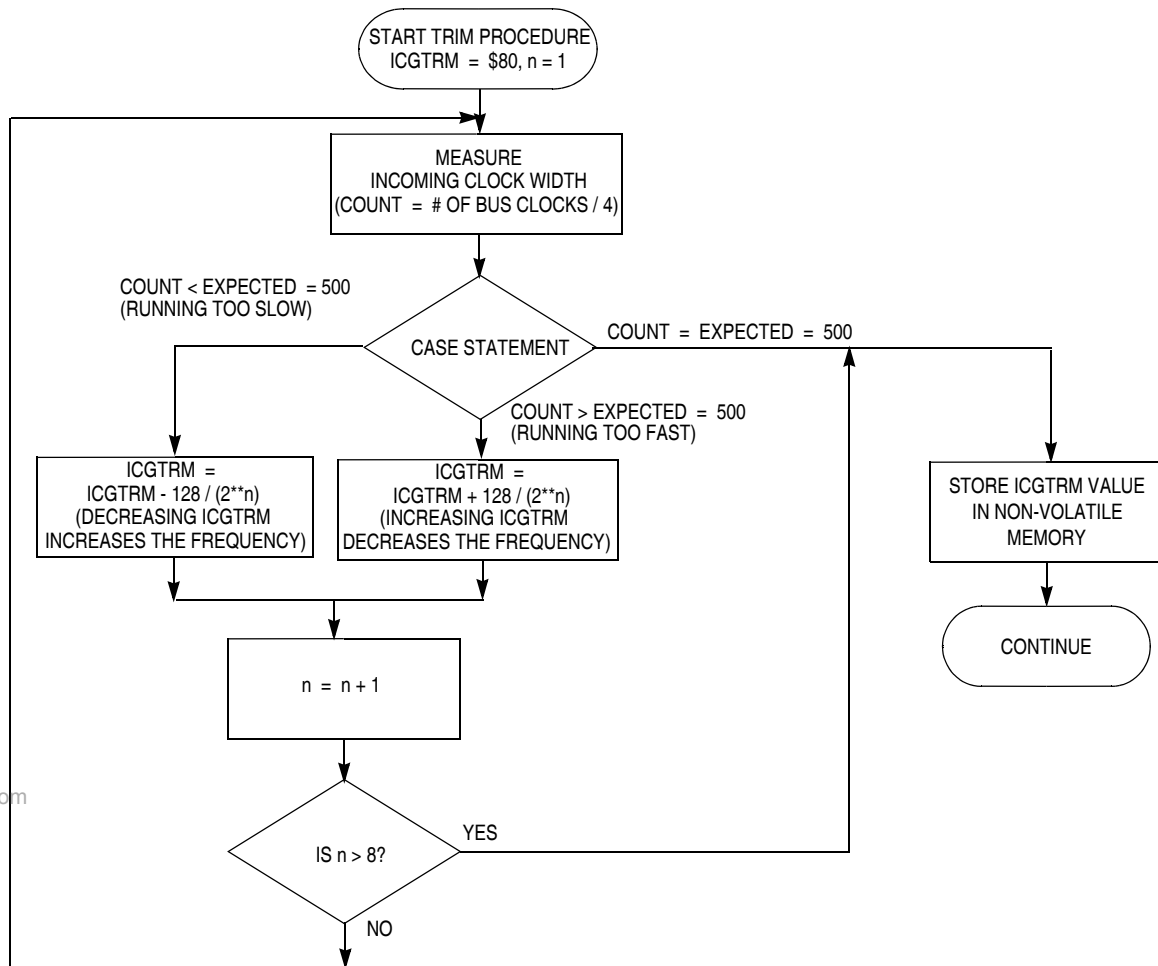 START TRIM PROCEDURE
ICGTRM = $80, n = 1
MEASURE
INCOMING CLOCK WIDTH
(COUNT = # OF BUS CLOCKS / 4)
COUNT < EXPECTED = 500
(RUNNING TOO SLOW)
CASE STATEMENT
COUNT = EXPECTED = 500
COUNT > EXPECTED = 500
(RUNNING TOO FAST)
ICGTRM =
ICGTRM - 128 / (2**n)
(DECREASING ICGTRM
INCREASES THE FREQUENCY)
ICGTRM =
ICGTRM + 128 / (2**n)
(INCREASING ICGTRM
DECREASES THE FREQUENCY)
STORE ICGTRM VALUE
IN NON-VOLATILE
MEMORY
CONTINUE
n = n + 1
om
IS n > 8?
YES
NO